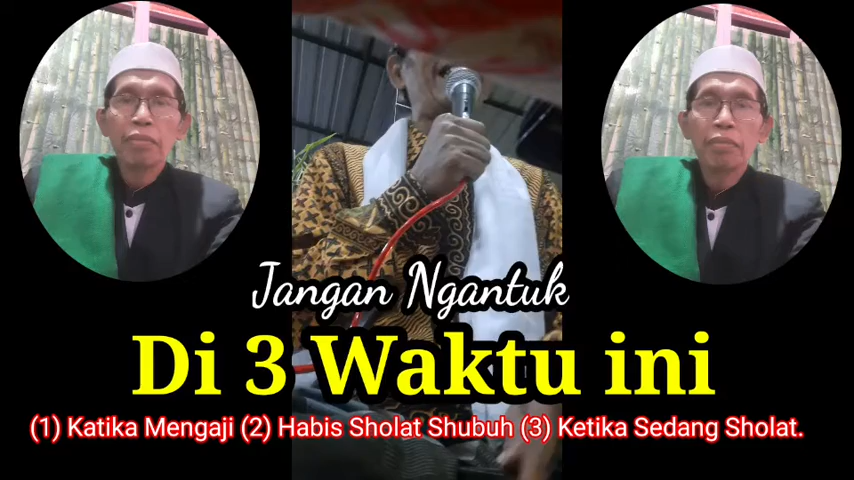 Jangan Ngantuk
Di 3 Waktu ini
(1) Katika Mengaji (2) Habis Sholat Shubuh (3) Ketika Sedang Sholat.